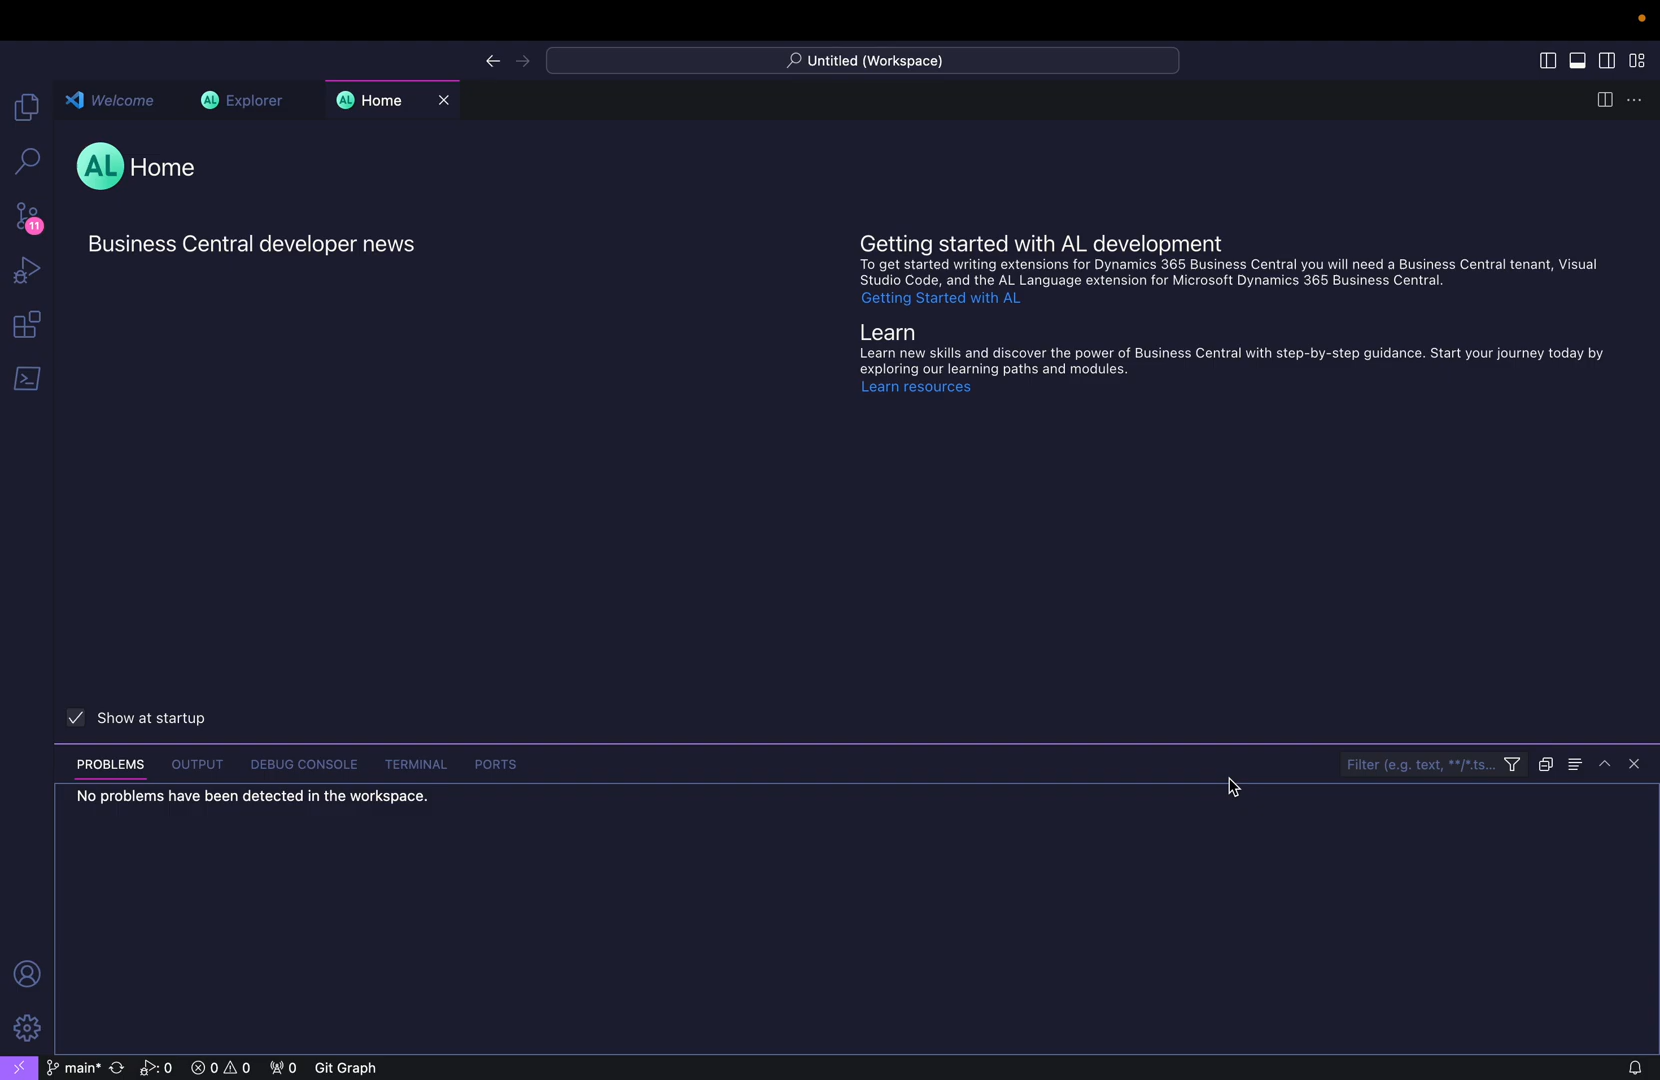 Untitled (Workspace)
Welcome
AL Explorer
AL Home
11
AL Home
Business Central developer news
Getting started with AL development
To get started writing extensions for Dynamics 365 Business Central you will need a Business Central tenant, Visual
Studio Code, and the AL Language extension for Microsoft Dynamics 365 Business Central.
Getting Started with AL
Learn
Learn new skills and discover the power of Business Central with step-by-step guidance. Start your journey today by
exploring our learning paths and modules.
Learn resources
Show at startup
PROBLEMS OUTPUT DEBUG CONSOLE TERMINAL PORTS Filter (e.g. text, **/*.ts...
No problems have been detected in the workspace.
main* : 0 0 0 0 Git Graph